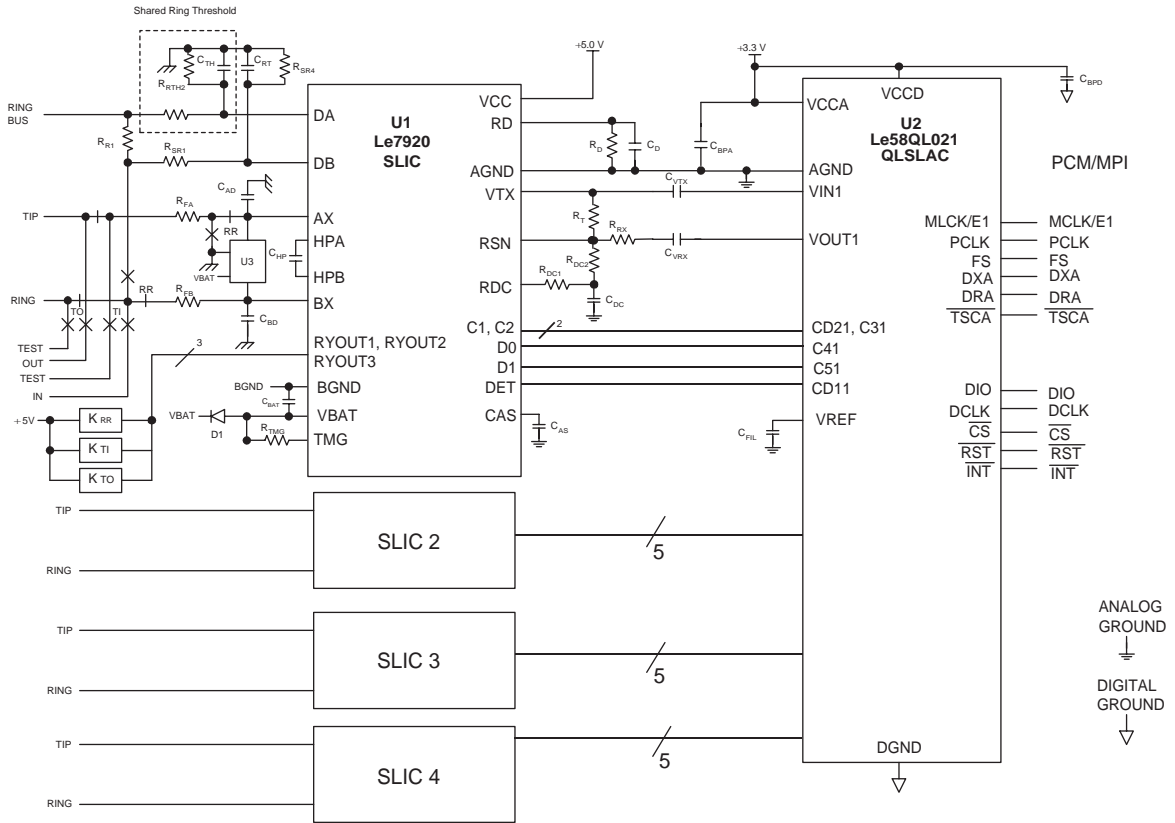 Shared Ring Threshold
C_TH
C_RT
R_SR4
R_RTH2
+5.0 V
+3.3 V
C_BPD
RING
BUS
R_R1
R_SR1
DA
DB
U1
Le7920
SLIC
VCC
RD
AGND
VTX
R_D
C_D
C_BPA
C_VTX
VCCD
VCCA
U2
Le58QL021
QLSLAC
AGND
VIN1
PCM/MPI
C_AD
TIP
R_FA
RR
AX
HPA
C_HP
U3
VBAT
HPB
RSN
R_T
R_RX
C_VRX
VOUT1
MLCK/E1
MCLK/E1
PCLK
PCLK
FS
FS
DXA
DXA
DRA
DRA
TSCA
TSCA
RDC
R_DC1
R_DC2
C_DC
RING
TO
TI
RR
R_FB
BX
C_BD
C1, C2
2
CD21, C31
D0
C41
D1
C51
DET
CD11
TEST
OUT
TEST
IN
3
RYOUT1, RYOUT2
RYOUT3
BGND
BGND
C_BAT
VBAT
D1
VBAT
R_TMG
TMG
CAS
C_AS
C_FIL
VREF
DIO
DIO
DCLK
DCLK
CS
CS
RST
RST
INT
INT
+5V
K RR
K TI
K TO
TIP
RING
SLIC 2
5
TIP
RING
SLIC 3
5
TIP
RING
SLIC 4
5
DGND
ANALOG
GROUND
DIGITAL
GROUND